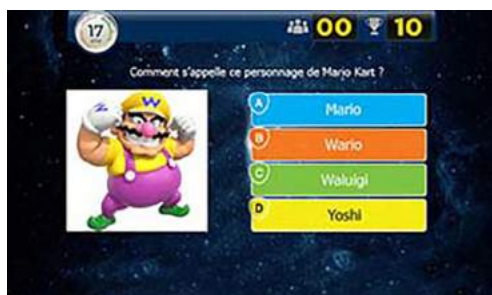 17
00 10
Comment s'appelle ce personnage de Mario Kart ?
A Mario
B Wario
C Waluigi
D Yoshi
W